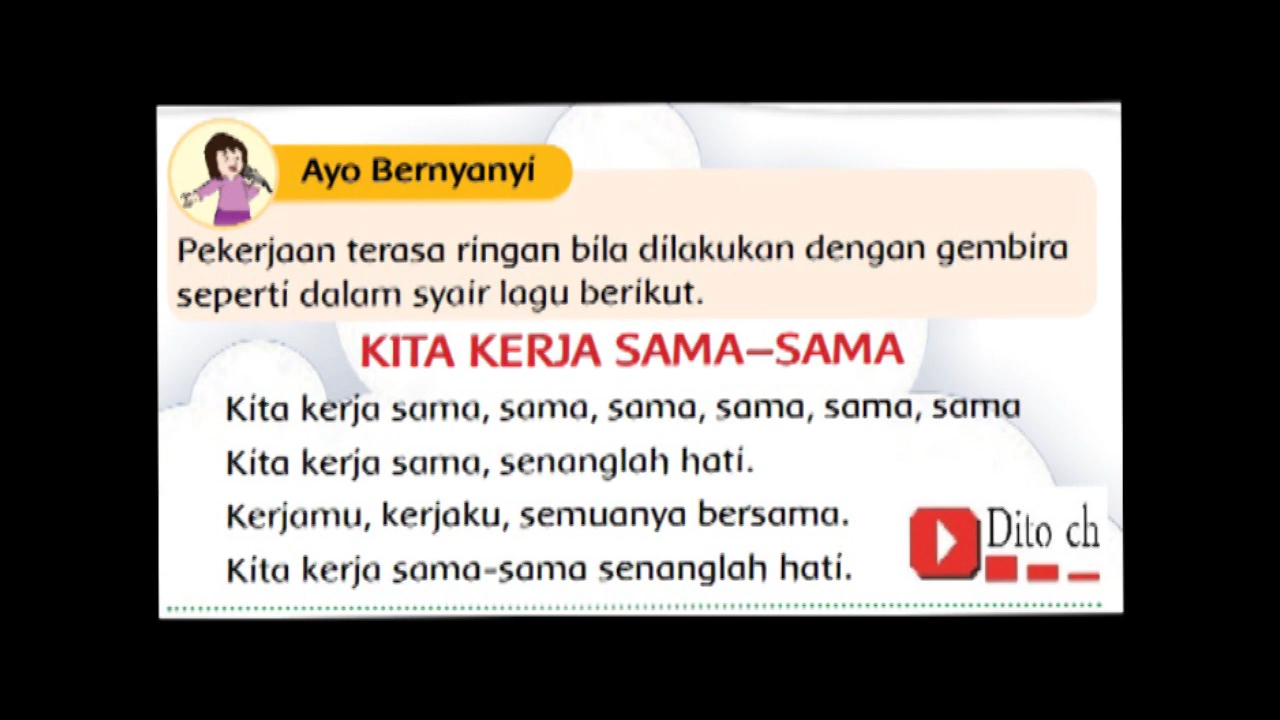 Ayo Bernyanyi
Pekerjaan terasa ringan bila dilakukan dengan gembira
seperti dalam syair lagu berikut.
KITA KERJA SAMA–SAMA
Kita kerja sama, sama, sama, sama, sama, sama
Kita kerja sama, senanglah hati.
Kerjamu, kerjaku, semuanya bersama.
Kita kerja sama-sama senanglah hati.
Dito ch